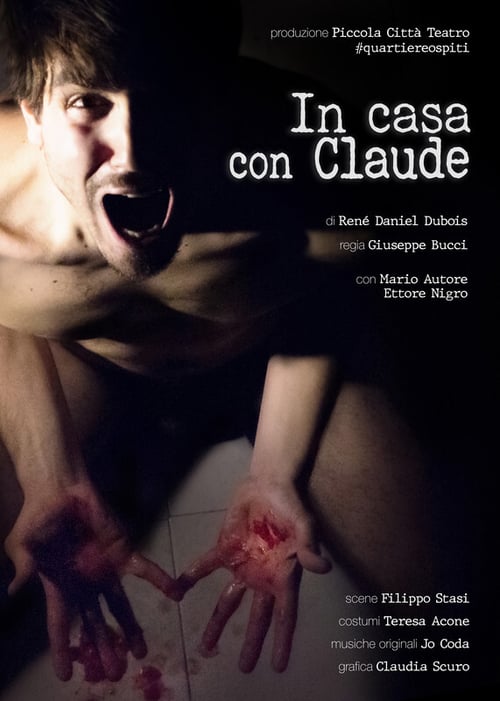 produzione Piccola Città Teatro
#quartiereospiti
In casa
con Claude
di René Daniel Dubois
regia Giuseppe Bucci
con Mario Autore
Ettore Nigro
scene Filippo Stasi
costumi Teresa Acone
musiche originali Jo Coda
grafica Claudia Scuro